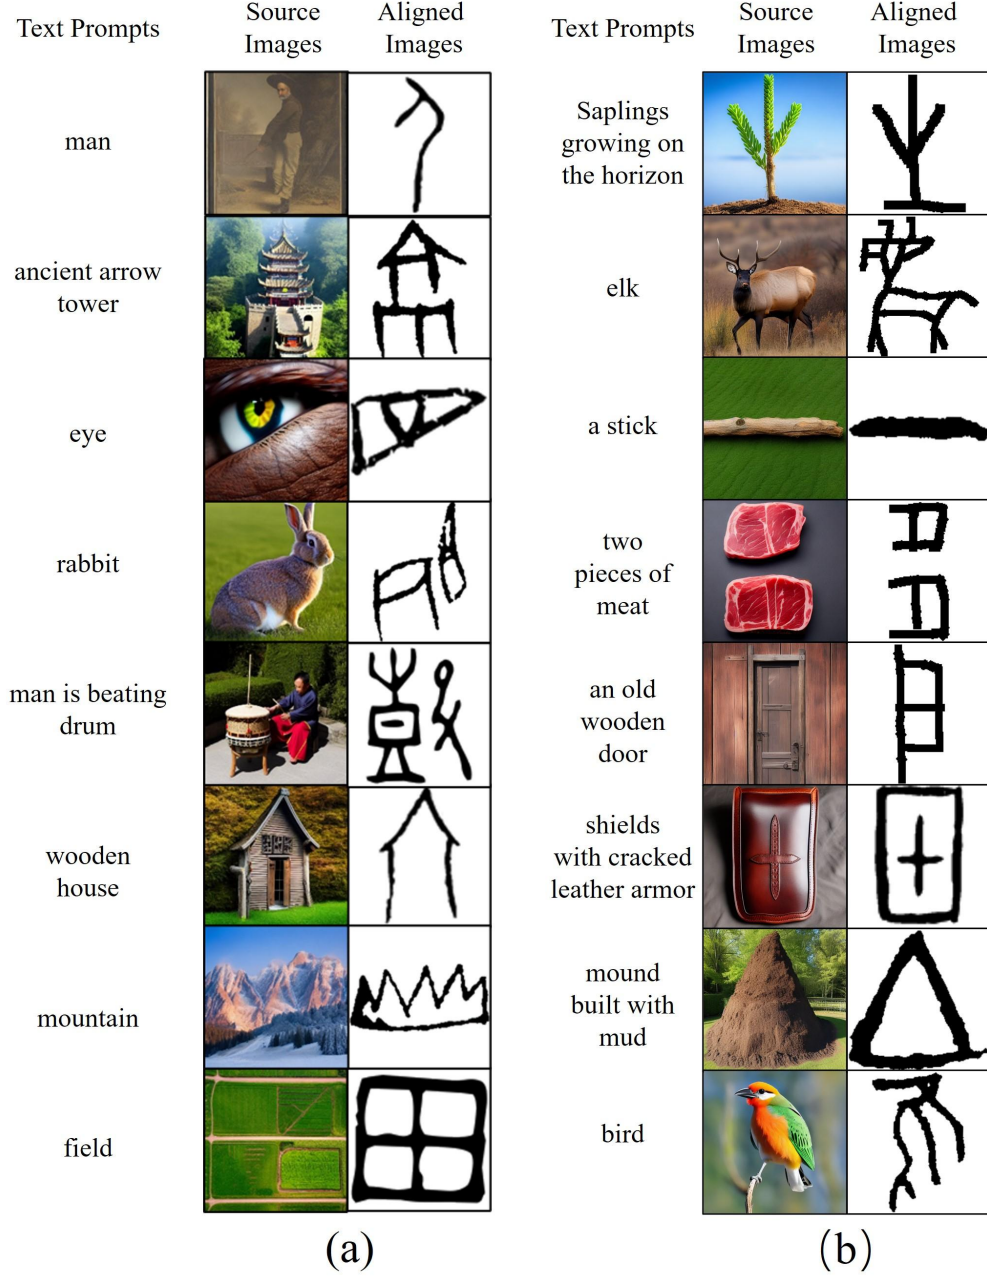 Text Prompts
Source
Images
Aligned
Images
man
ancient arrow
tower
eye
rabbit
man is beating
drum
wooden
house
mountain
field
(a)
Text Prompts
Source
Images
Aligned
Images
Saplings
growing on
the horizon
elk
a stick
two
pieces of
meat
an old
wooden
door
shields
with cracked
leather armor
mound
built with
mud
bird
(b)